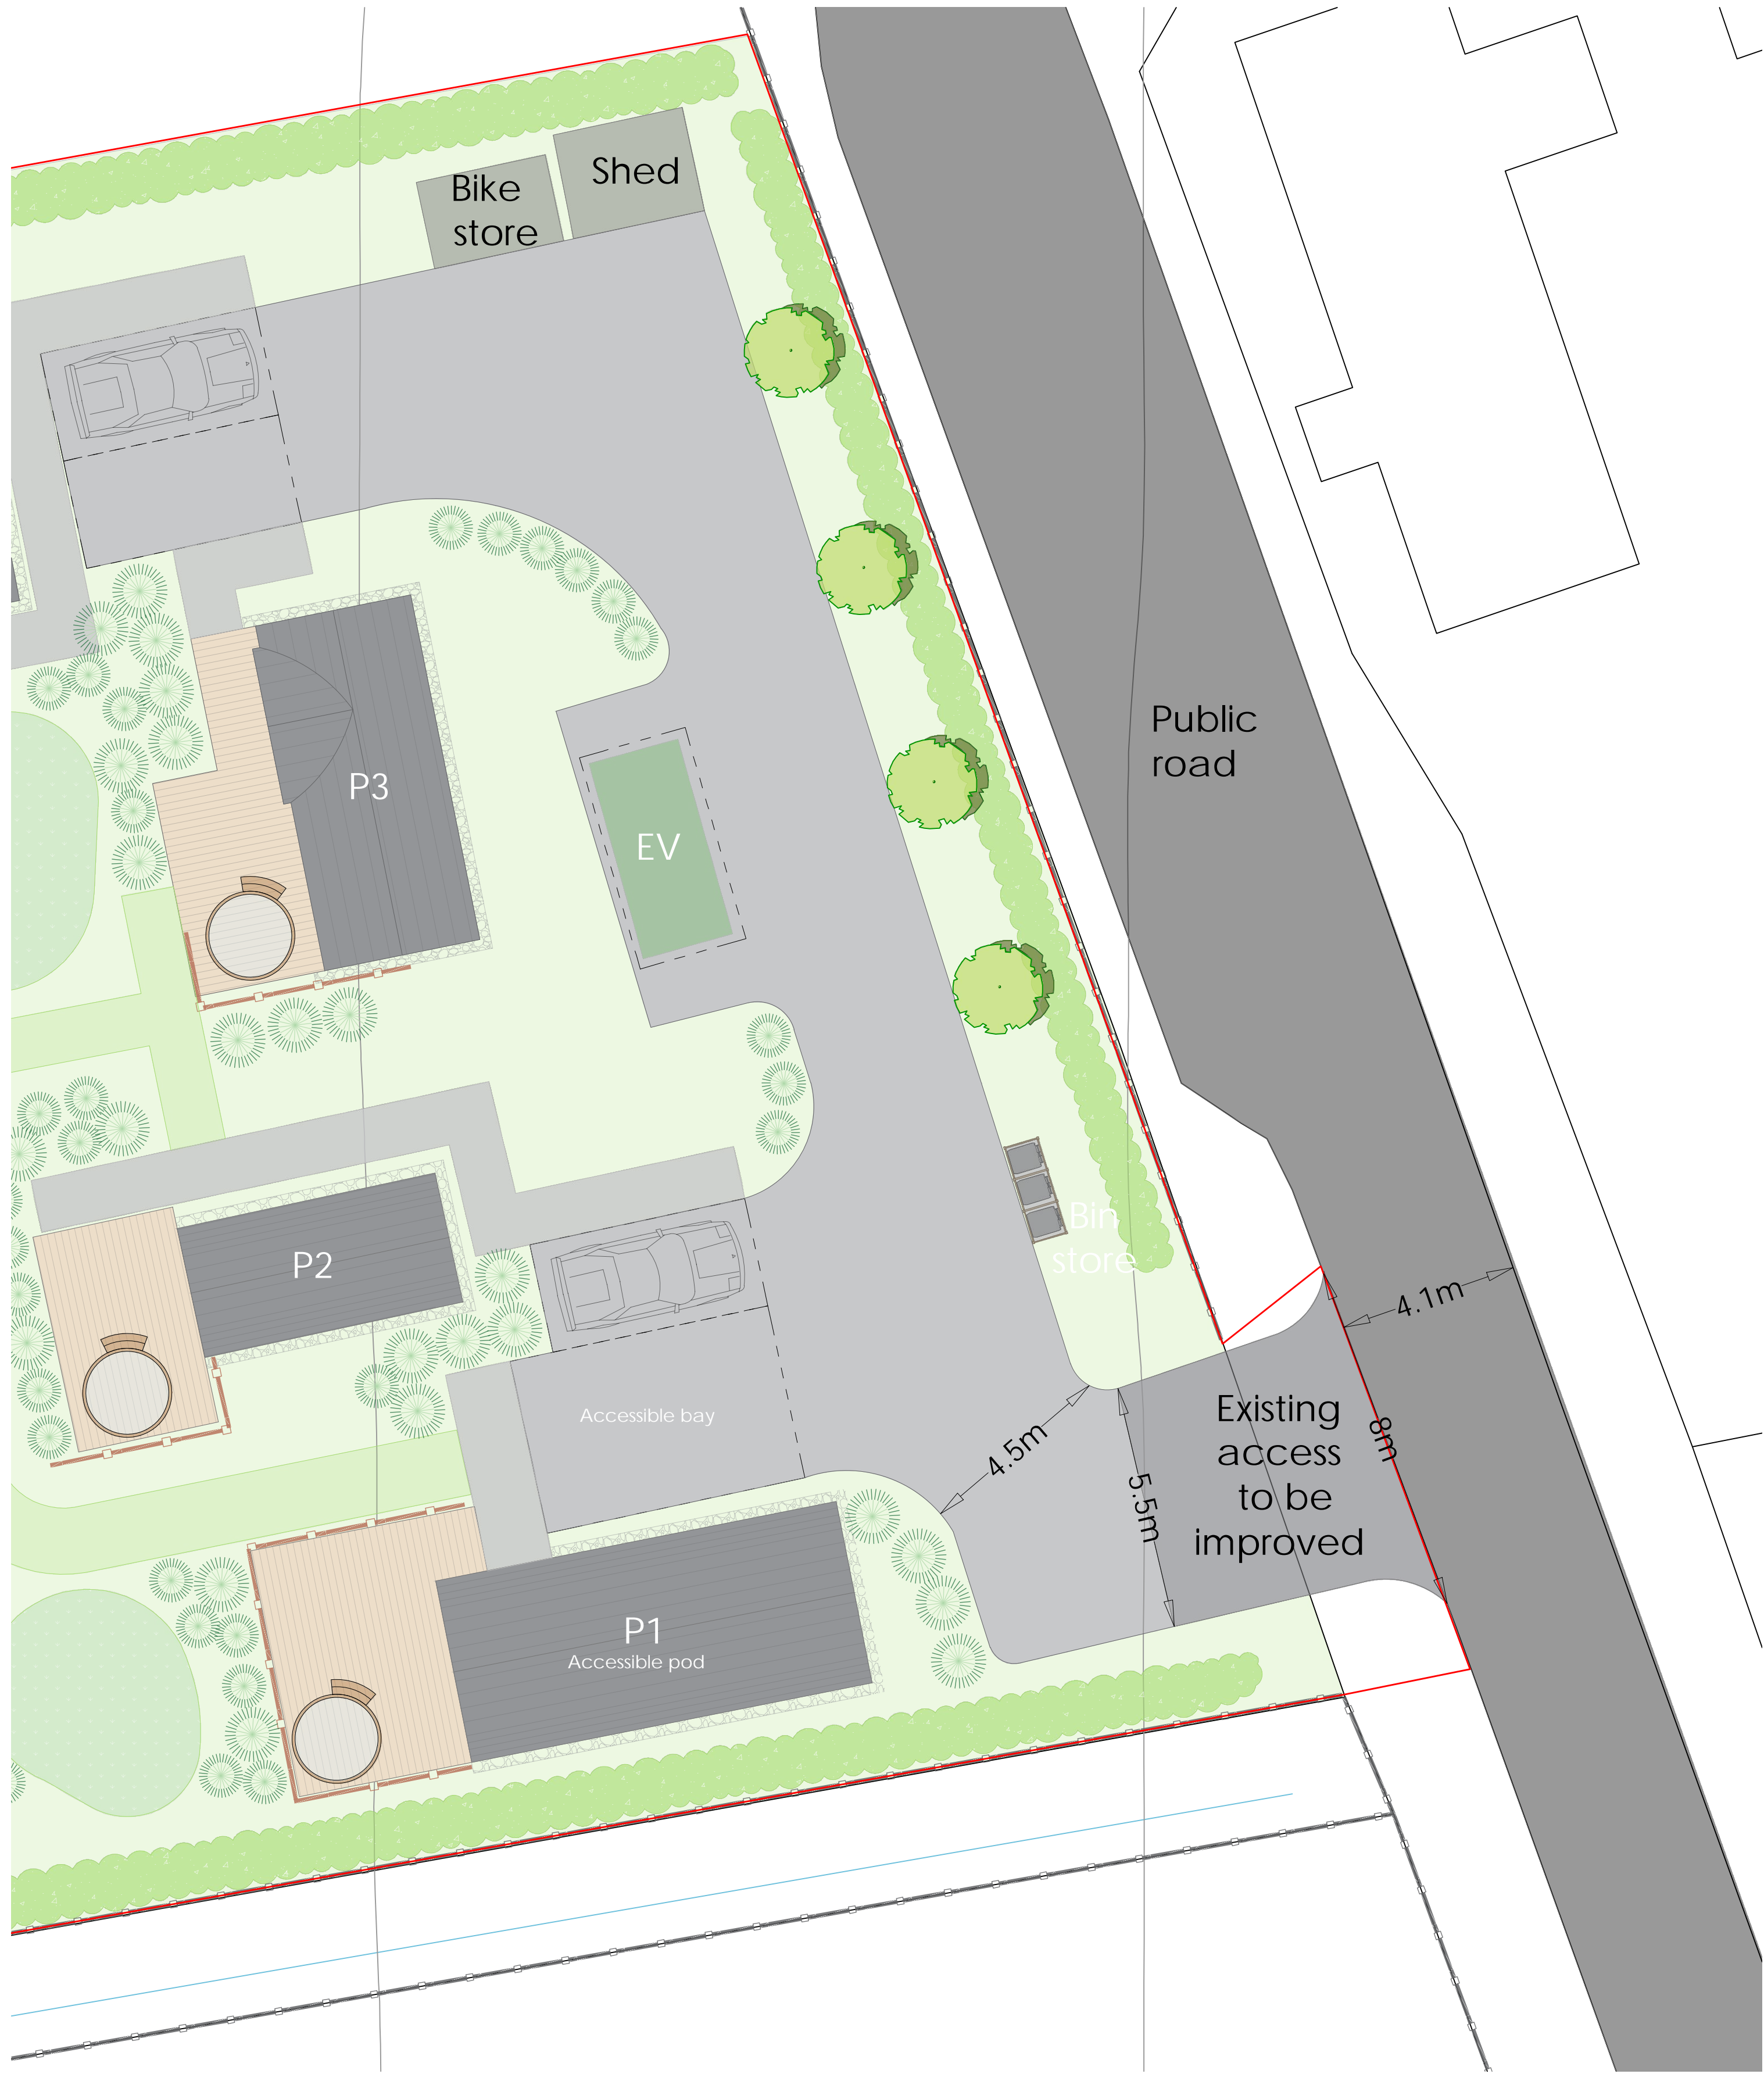 Bike
store
Shed
Public
road
P3
EV
Bin
store
P2
4.1m
Accessible bay
4.5m
5.5m
Existing
access
to be
improved
8m
P1
Accessible pod